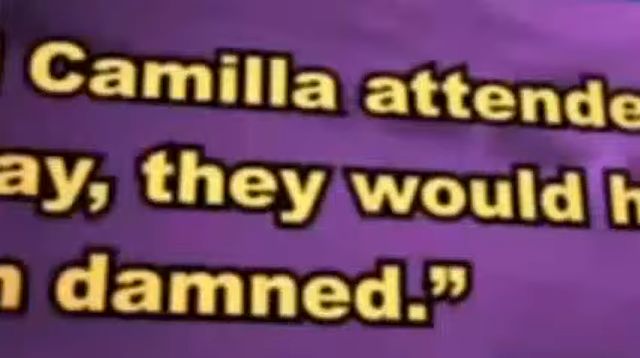 Camilla attende
ay, they would h
n damned.”